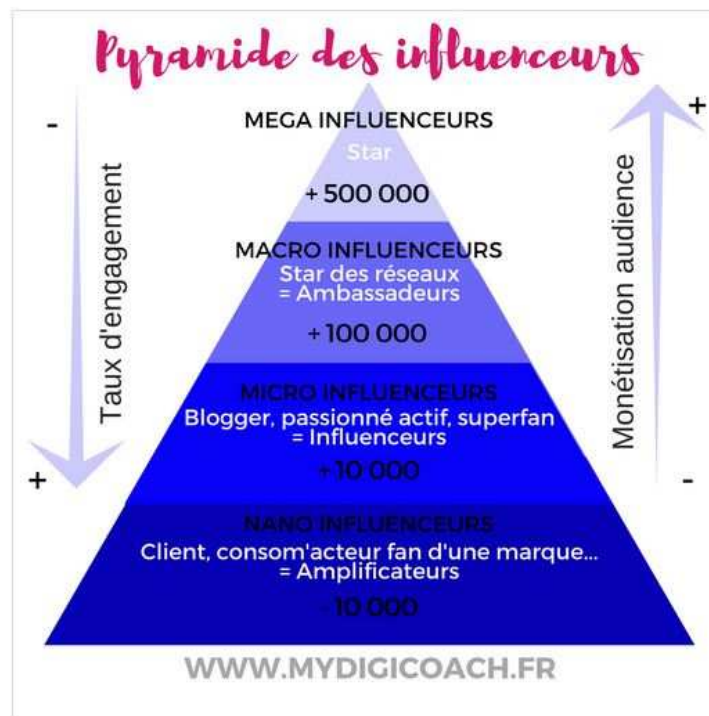 Pyramide des influenceurs
-
+
MEGA INFLUENCEURS
Star
+ 500 000
Taux d'engagement
Monétisation audience
MACRO INFLUENCEURS
Star des réseaux
= Ambassadeurs
+ 100 000
MICRO INFLUENCEURS
Blogger, passionné actif, superfan
= Influenceurs
+ 10 000
+
-
NANO INFLUENCEURS
Client, consom'acteur fan d'une marque...
= Amplificateurs
- 10 000
WWW.MYDIGICOACH.FR